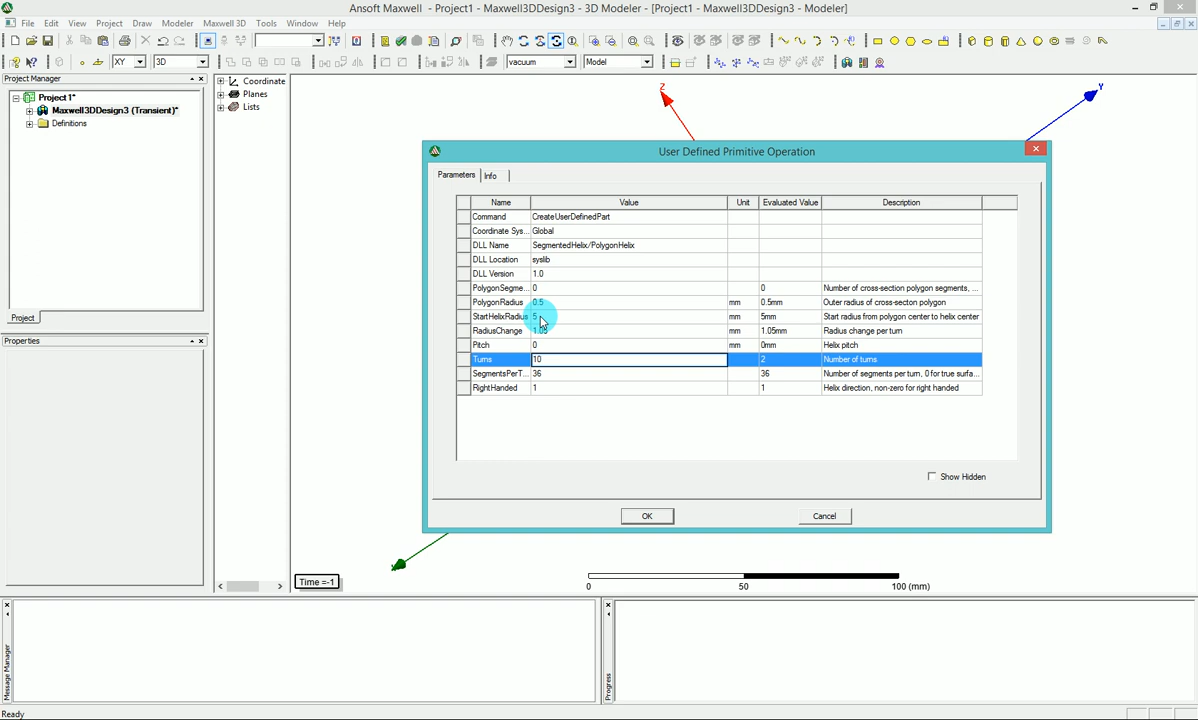 Ansoft Maxwell - Project1 - Maxwell3DDesign3 - 3D Modeler - [Project1 - Maxwell3DDesign3 - Modeler]
File Edit View Project Draw Modeler Maxwell 3D Tools Window Help
XY 3D vacuum Model
Project Manager
Project1*
Maxwell3DDesign3 (Transient)*
Definitions
Project
Properties
Coordinate
Planes
Lists
Z
Y
X
User Defined Primitive Operation
Parameters Info
Name Value Unit Evaluated Value Description
Command CreateUserDefinedPart
Coordinate Sys... Global
DLL Name SegmentedHelix/PolygonHelix
DLL Location syslib
DLL Version 1.0
PolygonSegme... 0 0 Number of cross-section polygon segments, ...
PolygonRadius 0.5 mm 0.5mm Outer radius of cross-secton polygon
StartHelixRadius 5 mm 5mm Start radius from polygon center to helix center
RadiusChange 1.05 mm 1.05mm Radius change per turn
Pitch 0 mm 0mm Helix pitch
Turns 10 2 Number of turns
SegmentsPerT... 36 36 Number of segments per turn, 0 for true surfa...
RightHanded 1 1 Helix direction, non-zero for right handed
Show Hidden
OK Cancel
Time =-1
0 50 100 (mm)
Message Manager
Progress
Ready